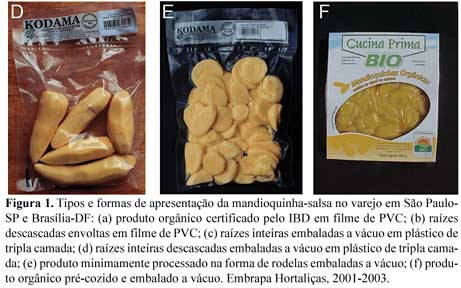 D
KODAMA
E
KODAMA
F
Cucina Prima
BIO
Mandioquinhas Orgânicas
Figura 1. Tipos e formas de apresentação da mandioquinha-salsa no varejo em São Paulo-
SP e Brasília-DF: (a) produto orgânico certificado pelo IBD em filme de PVC; (b) raízes
descascadas envoltas em filme de PVC; (c) raízes inteiras embaladas a vácuo em plástico de
tripla camada; (d) raízes inteiras descascadas embaladas a vácuo em plástico de tripla cama-
da; (e) produto minimamente processado na forma de rodelas embaladas a vácuo; (f) produ-
to orgânico pré-cozido e embalado a vácuo. Embrapa Hortaliças, 2001-2003.